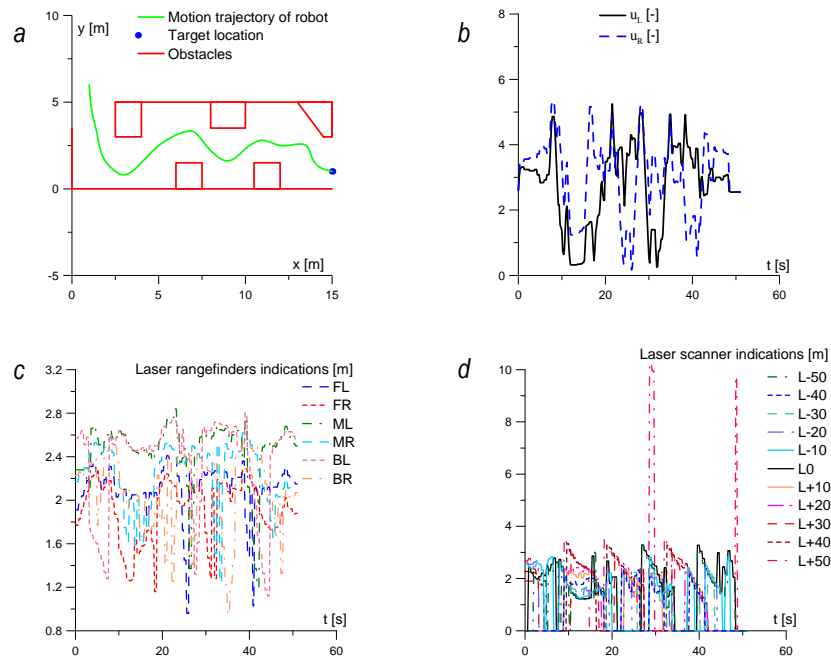 a
y [m]
Motion trajectory of robot
Target location
Obstacles
10
5
0
-5
0
5
10
15
x [m]
b
u_L [-]
u_R [-]
8
6
4
2
0
0
20
40
60
t [s]
c
Laser rangefinders indications [m]
FL
FR
ML
MR
BL
BR
3.2
2.8
2.4
2
1.6
1.2
0.8
0
20
40
60
t [s]
d
Laser scanner indications [m]
L-50
L-40
L-30
L-20
L-10
L0
L+10
L+20
L+30
L+40
L+50
10
8
6
4
2
0
0
20
40
60
t [s]